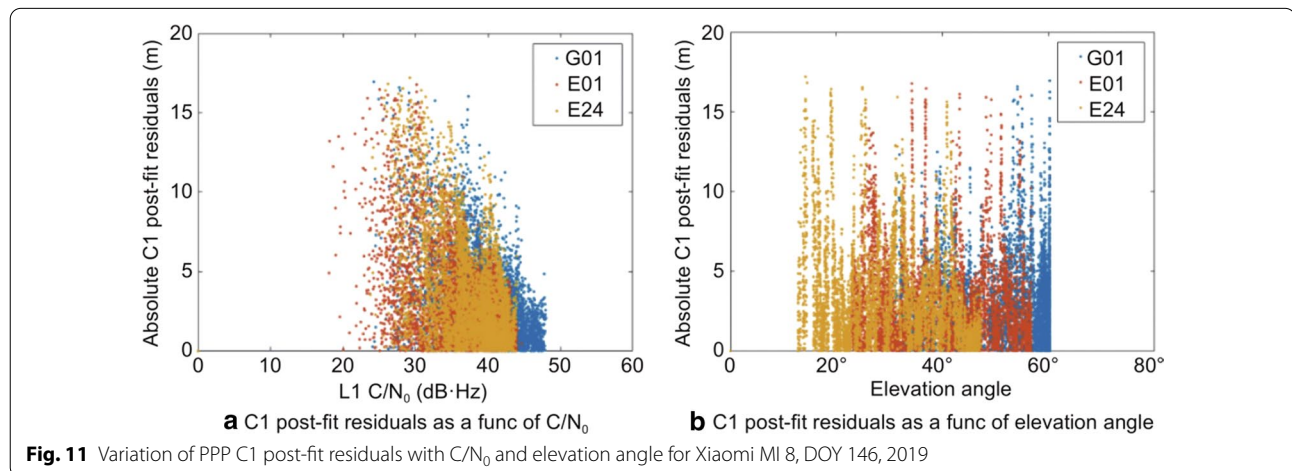 Absolute C1 post-fit residuals (m)
20
15
10
5
0
0 10 20 30 40 50 60
L1 C/N0 (dB·Hz)
G01
E01
E24
a C1 post-fit residuals as a func of C/N0
Absolute C1 post-fit residuals (m)
20
15
10
5
0
0 20° 40° 60° 80°
Elevation angle
G01
E01
E24
b C1 post-fit residuals as a func of elevation angle
Fig. 11 Variation of PPP C1 post-fit residuals with C/N0 and elevation angle for Xiaomi MI 8, DOY 146, 2019